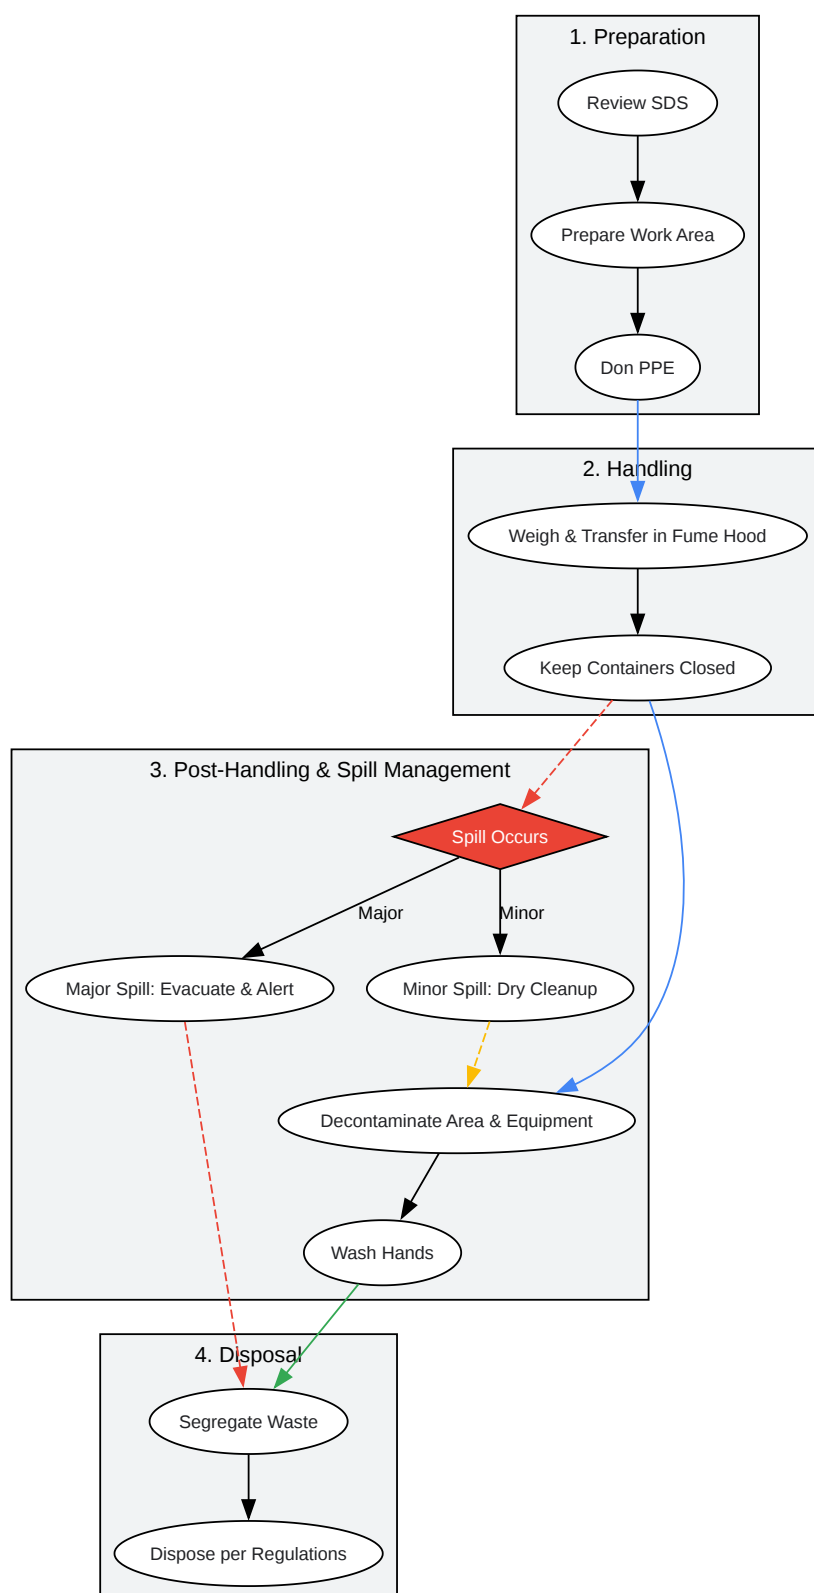 1. Preparation
Review SDS
Prepare Work Area
Don PPE
2. Handling
Weigh & Transfer in Fume Hood
Keep Containers Closed
3. Post-Handling & Spill Management
Spill Occurs
Major
Minor
Major Spill: Evacuate & Alert
Minor Spill: Dry Cleanup
Decontaminate Area & Equipment
Wash Hands
4. Disposal
Segregate Waste
Dispose per Regulations